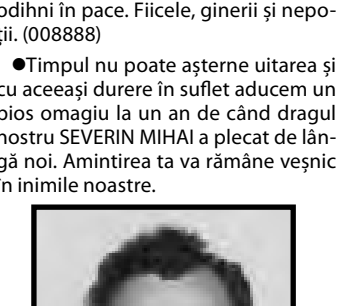 odihni în pace. Fiicele, ginerii și nepo-
ții. (008888)
●Timpul nu poate așterne uitarea și
cu aceeași durere în suflet aducem un
pios omagiu la un an de când dragul
nostru SEVERIN MIHAI a plecat de lân-
gă noi. Amintirea ta va rămâne veșnic
în inimile noastre.